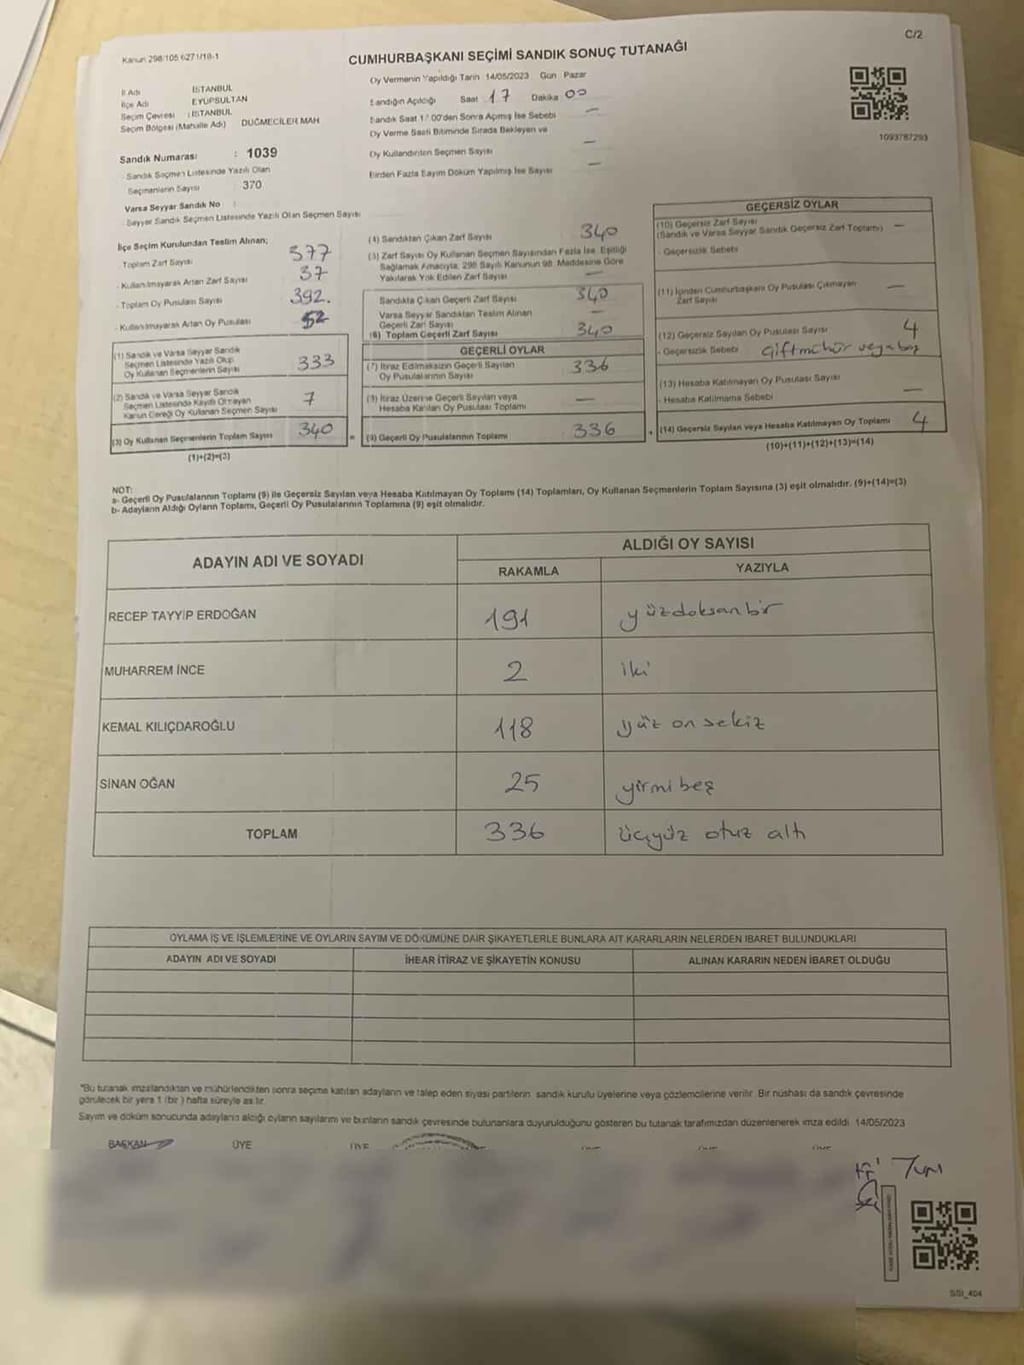 C/2
Kanun 298/105 6271/18-1
CUMHURBAŞKANI SEÇİMİ SANDIK SONUÇ TUTANAĞI
İl Adı : İSTANBUL
İlçe Adı : EYÜPSULTAN
Seçim Çevresi : İSTANBUL
Seçim Bölgesi (Mahalle Adı) DÜĞMECİLER MAH
Oy Vermenin Yapıldığı Tarih 14/05/2023 Gün Pazar
Sandığın Açıldığı Saat 17 Dakika 00
Sandık Saat 17:00'den Sonra Açmış İse Sebebi —
Oy Verme Saati Bitiminde Sırada Bekleyen ve
Oy Kullandırılan Seçmen Sayısı —
Birden Fazla Sayım Döküm Yapılmış İse Sayısı —
1093787293
Sandık Numarası : 1039
- Sandık Seçmen Listesinde Yazılı Olan
Seçmenlerin Sayısı : 370
Varsa Seyyar Sandık No :
- Seyyar Sandık Seçmen Listesinde Yazılı Olan Seçmen Sayısı
İlçe Seçim Kurulundan Teslim Alınan;
- Toplam Zarf Sayısı 377
- Kullanılmayarak Artan Zarf Sayısı 37
- Toplam Oy Pusulası Sayısı 392.
- Kullanılmayarak Artan Oy Pusulası 52
(1) Sandık ve Varsa Seyyar Sandık
Seçmen Listesinde Yazılı Olup
Oy Kullanan Seçmenlerin Sayısı 333
(2) Sandık ve Varsa Seyyar Sandık
Seçmen Listesinde Kayıtlı Olmayan
Kanun Gereği Oy Kullanan Seçmen Sayısı 7
(3) Oy Kullanan Seçmenlerin Toplam Sayısı 340
(1)+(2)=(3)
(4) Sandıktan Çıkan Zarf Sayısı 340
(5) Zarf Sayısı Oy Kullanan Seçmen Sayısından Fazla İse, Eşitliği
Sağlamak Amacıyla, 298 Sayılı Kanunun 98. Maddesine Göre
Yakılarak Yok Edilen Zarf Sayısı —
Sandıkta Çıkan Geçerli Zarf Sayısı 340
Varsa Seyyar Sandıktan Teslim Alınan
Geçerli Zarf Sayısı —
(6) Toplam Geçerli Zarf Sayısı 340
GEÇERLİ OYLAR
(7) İtiraz Edilmeksizin Geçerli Sayılan
Oy Pusulalarının Sayısı 336
(8) İtiraz Üzerine Geçerli Sayılan veya
Hesaba Katılan Oy Pusulası Toplamı —
= (9) Geçerli Oy Pusulalarının Toplamı 336 +
GEÇERSİZ OYLAR
(10) Geçersiz Zarf Sayısı
(Sandık ve Varsa Seyyar Sandık Geçersiz Zarf Toplamı) —
- Geçersizlik Sebebi
(11) İçinden Cumhurbaşkanı Oy Pusulası Çıkmayan
Zarf Sayısı —
(12) Geçersiz Sayılan Oy Pusulası Sayısı 4
- Geçersizlik Sebebi Çiftmühür veya boş
(13) Hesaba Katılmayan Oy Pusulası Sayısı
- Hesaba Katılmama Sebebi —
(14) Geçersiz Sayılan veya Hesaba Katılmayan Oy Toplamı 4
(10)+(11)+(12)+(13)=(14)
NOT:
a- Geçerli Oy Pusulalarının Toplamı (9) ile Geçersiz Sayılan veya Hesaba Katılmayan Oy Toplamı (14) Toplamları, Oy Kullanan Seçmenlerin Toplam Sayısına (3) eşit olmalıdır. (9)+(14)=(3)
b- Adayların Aldığı Oyların Toplamı, Geçerli Oy Pusulalarının Toplamına (9) eşit olmalıdır.
ADAYIN ADI VE SOYADI
ALDIĞI OY SAYISI
RAKAMLA YAZIYLA
RECEP TAYYİP ERDOĞAN 191 yüzdoksanbir
MUHARREM İNCE 2 iki
KEMAL KILIÇDAROĞLU 118 yüz on sekiz
SİNAN OĞAN 25 yirmibeş
TOPLAM 336 üçyüz otuz altı
OYLAMA İŞ VE İŞLEMLERİNE VE OYLARIN SAYIM VE DÖKÜMÜNE DAİR ŞİKAYETLERLE BUNLARA AİT KARARLARIN NELERDEN İBARET BULUNDUKLARI
ADAYIN ADI VE SOYADI İHBAR İTİRAZ VE ŞİKAYETİN KONUSU ALINAN KARARIN NEDEN İBARET OLDUĞU
"Bu tutanak imzalandıktan ve mühürlendikten sonra seçime katılan adayların ve talep eden siyasi partilerin sandık kurulu üyelerine veya gözlemcilerine verilir. Bir nüshası da sandık çevresinde
görülecek bir yere 1 (bir) hafta süreyle asılır.
Sayım ve döküm sonucunda adayların aldığı oyların sayılarını ve bunların sandık çevresinde bulunanlara duyurulduğunu gösteren bu tutanak tarafımızdan düzenlenerek imza edildi. 14/05/2023
BAŞKAN ÜYE ÜYE ÜYE ÜYE ÜYE
SSI_404